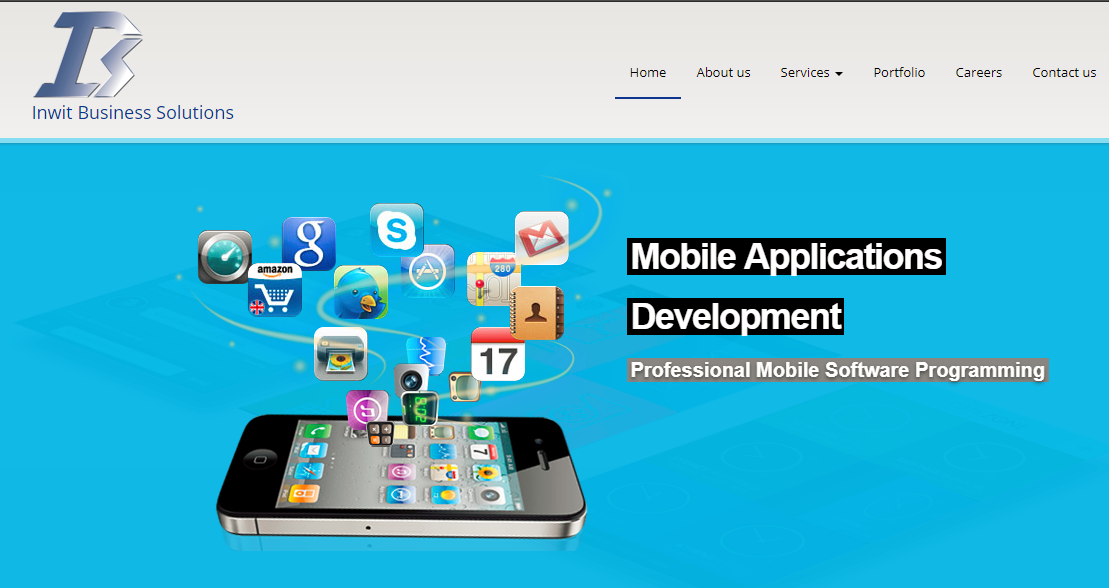 Inwit Business Solutions
Home About us Services Portfolio Careers Contact us
Mobile Applications
Development
Professional Mobile Software Programming
g
S
amazon
280
17